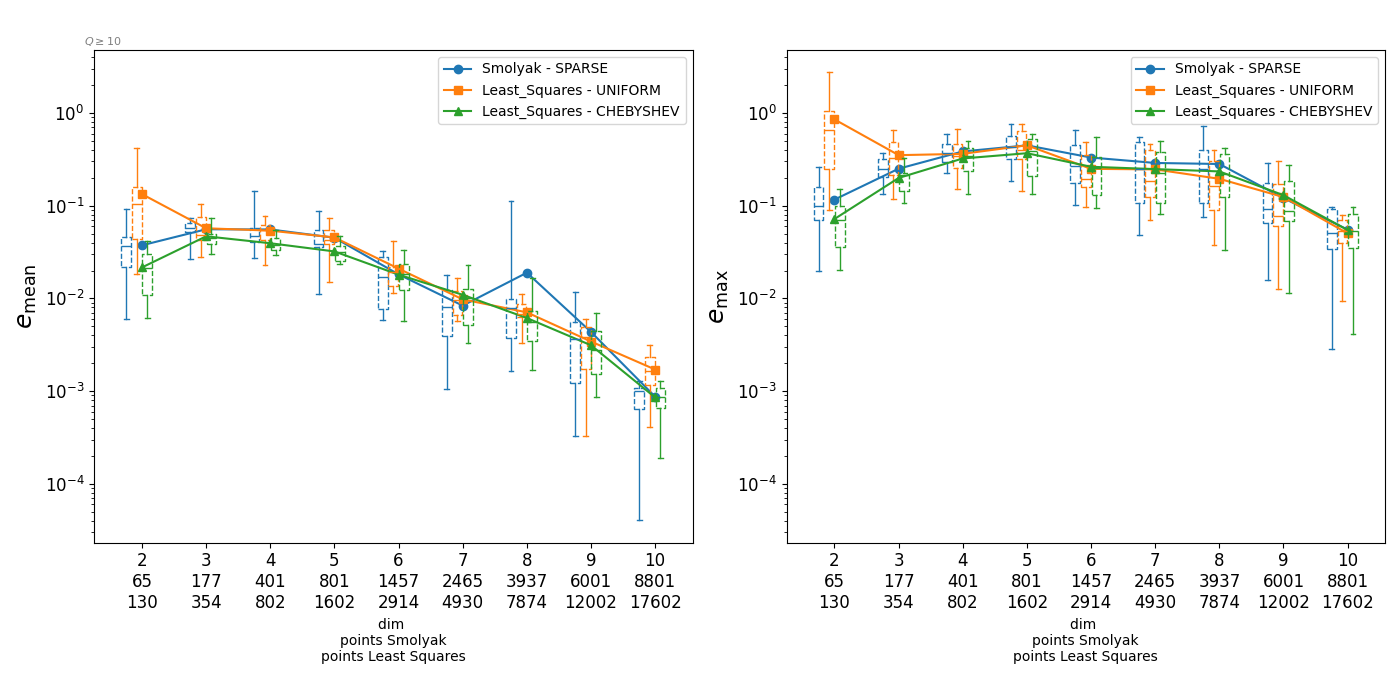 Q ≥ 10
Smolyak - SPARSE
Least_Squares - UNIFORM
Least_Squares - CHEBYSHEV
10⁰
10⁻¹
10⁻²
10⁻³
10⁻⁴
e_mean
2 3 4 5 6 7 8 9 10
65 177 401 801 1457 2465 3937 6001 8801
130 354 802 1602 2914 4930 7874 12002 17602
dim
points Smolyak
points Least Squares
Smolyak - SPARSE
Least_Squares - UNIFORM
Least_Squares - CHEBYSHEV
10⁰
10⁻¹
10⁻²
10⁻³
10⁻⁴
e_max
2 3 4 5 6 7 8 9 10
65 177 401 801 1457 2465 3937 6001 8801
130 354 802 1602 2914 4930 7874 12002 17602
dim
points Smolyak
points Least Squares